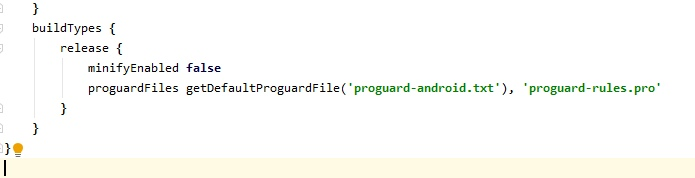 }
buildTypes {
release {
minifyEnabled false
proguardFiles getDefaultProguardFile('proguard-android.txt'), 'proguard-rules.pro'
}
}
}